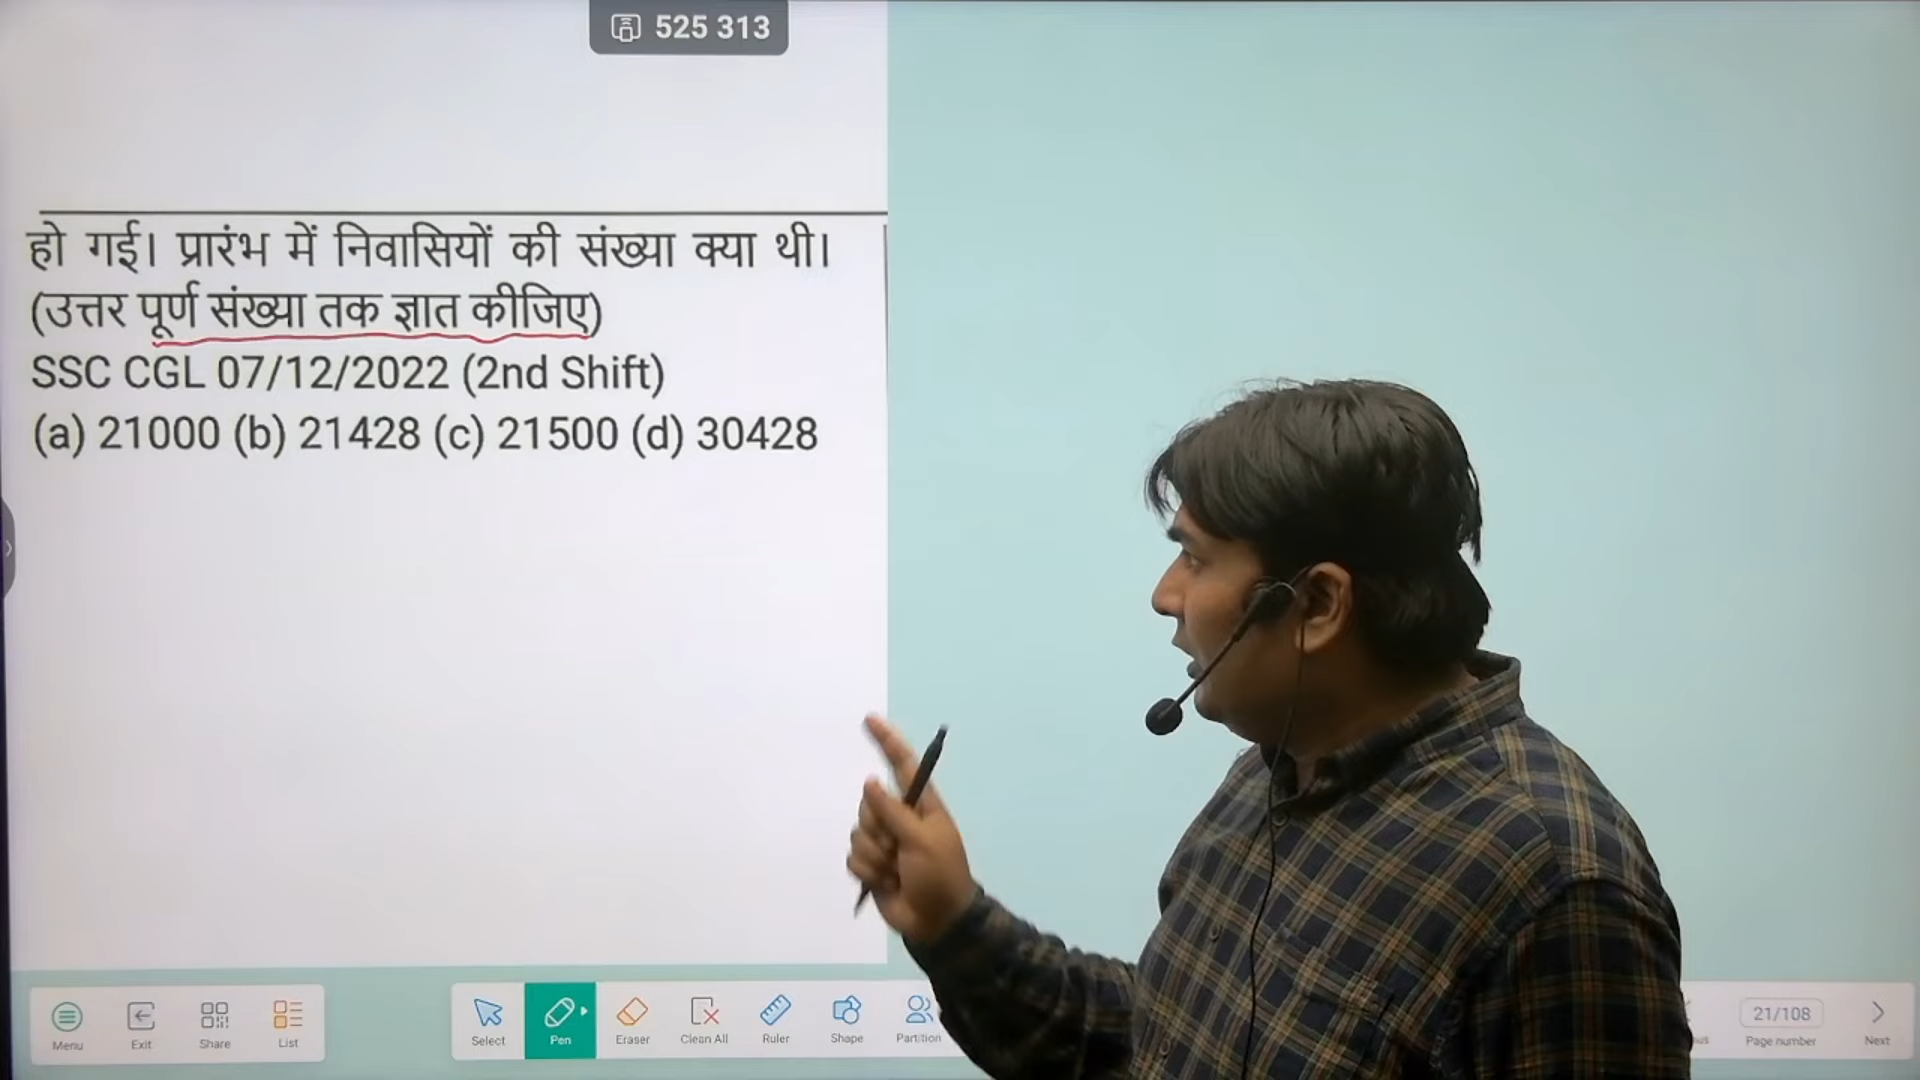 525 313
हो गई। प्रारंभ में निवासियों की संख्या क्या थी।
(उत्तर पूर्ण संख्या तक ज्ञात कीजिए)
SSC CGL 07/12/2022 (2nd Shift)
(a) 21000 (b) 21428 (c) 21500 (d) 30428
Menu Exit Share List Select Pen Eraser Clean All Ruler Shape Partition 21/108 Page number Next